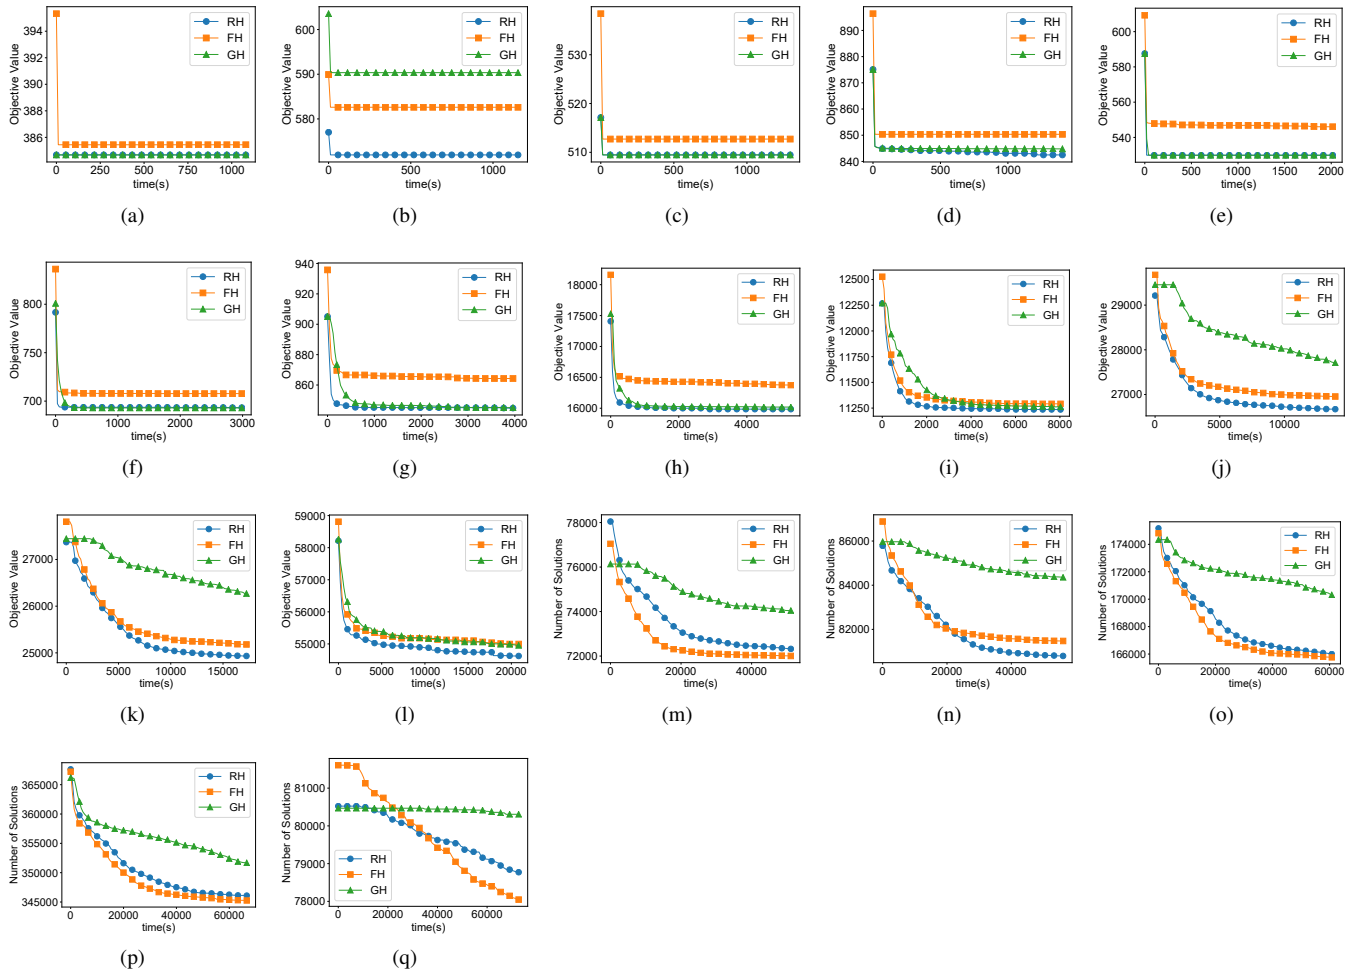 394
392
390
388
386
Objective Value
0 250 500 750 1000
time(s)
RH
FH
GH
(a)
600
590
580
Objective Value
0 500 1000
time(s)
RH
FH
GH
(b)
530
520
510
Objective Value
0 500 1000
time(s)
RH
FH
GH
(c)
890
880
870
860
850
840
Objective Value
0 1000
time(s)
RH
FH
GH
(d)
600
580
560
540
Objective Value
0 500 1000 1500 2000
time(s)
RH
FH
GH
(e)
800
750
700
Objective Value
0 1000 2000 3000
time(s)
RH
FH
GH
(f)
940
920
900
880
860
Objective Value
0 1000 2000 3000 4000
time(s)
RH
FH
GH
(g)
18000
17500
17000
16500
16000
Objective Value
0 2000 4000
time(s)
RH
FH
GH
(h)
12500
12250
12000
11750
11500
11250
Objective Value
0 2000 4000 6000 8000
time(s)
RH
FH
GH
(i)
29000
28000
27000
Objective Value
0 5000 10000
time(s)
RH
FH
GH
(j)
27000
26000
25000
Objective Value
0 5000 10000 15000
time(s)
RH
FH
GH
(k)
59000
58000
57000
56000
55000
Objective Value
0 5000 10000 15000 20000
time(s)
RH
FH
GH
(l)
78000
76000
74000
72000
Number of Solutions
0 20000 40000
time(s)
RH
FH
GH
(m)
86000
84000
82000
Number of Solutions
0 20000 40000
time(s)
RH
FH
GH
(n)
174000
172000
170000
168000
166000
Number of Solutions
0 20000 40000 60000
time(s)
RH
FH
GH
(o)
365000
360000
355000
350000
345000
Number of Solutions
0 20000 40000 60000
time(s)
RH
FH
GH
(p)
81000
80000
79000
78000
Number of Solutions
0 20000 40000 60000
time(s)
RH
FH
GH
(q)